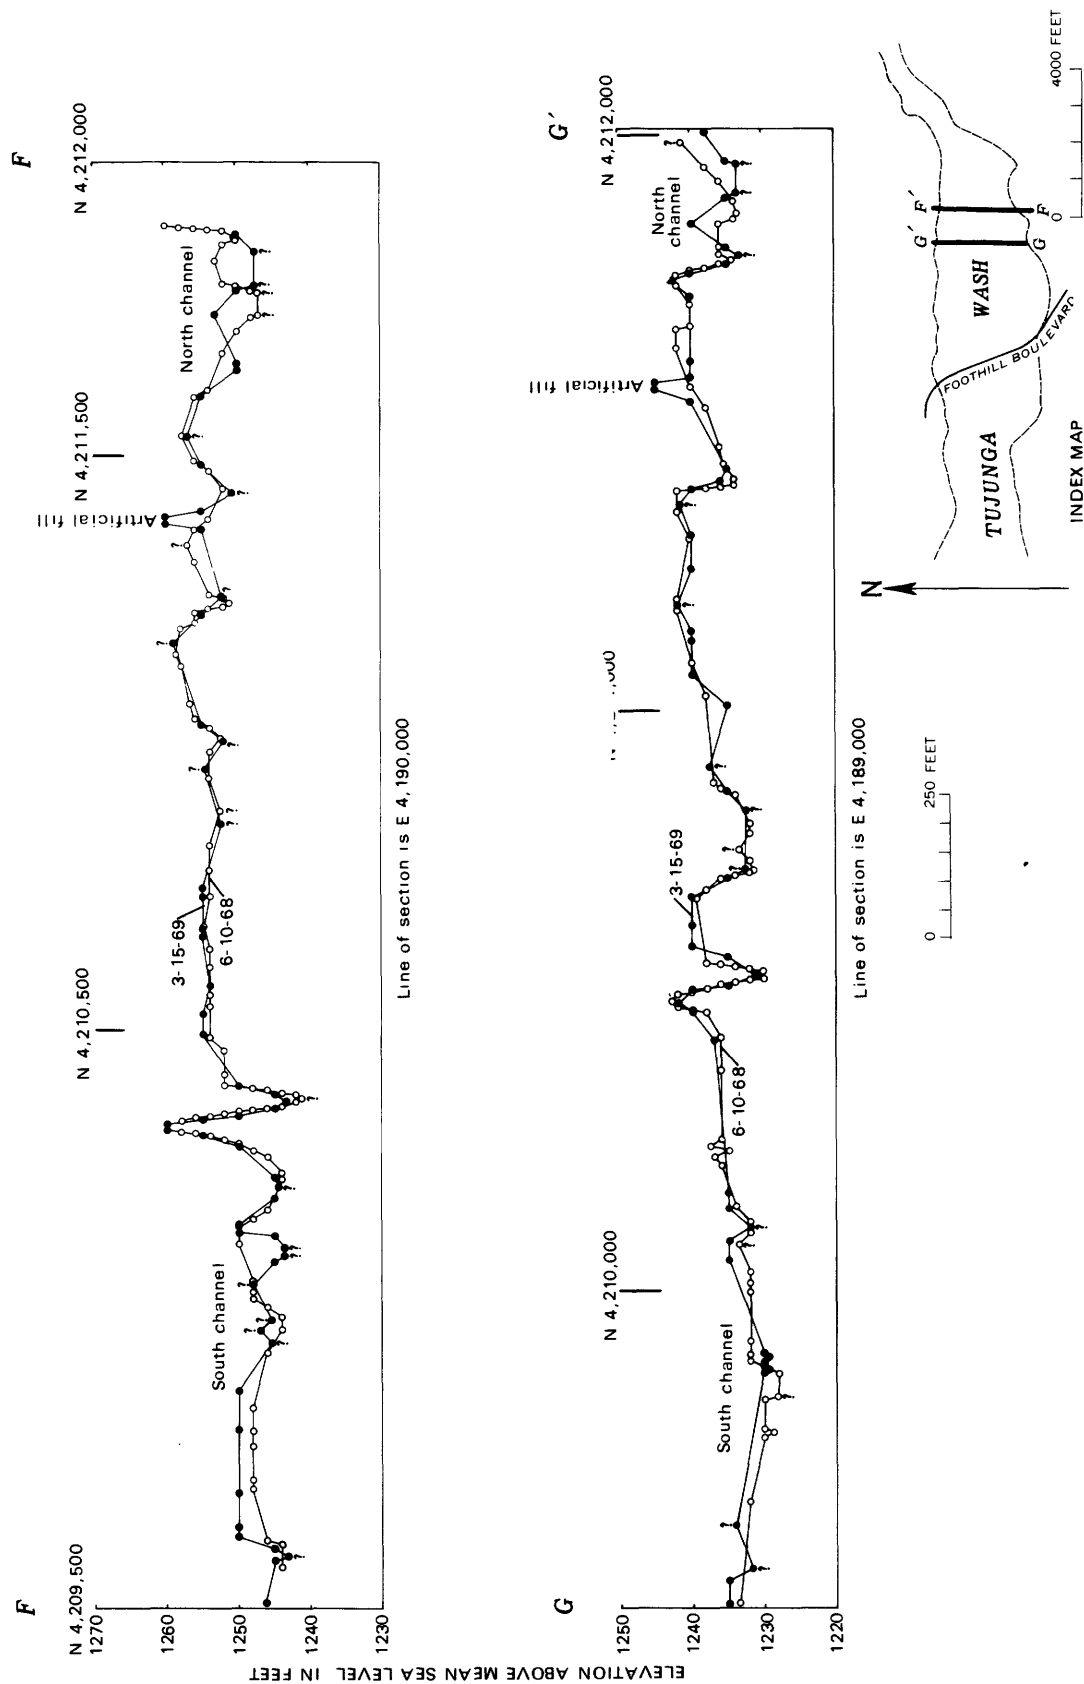 F
F
N 4,209,500
N 4,210,500
N 4,211,500
N 4,212,000
1270
1260
1250
1240
1230
South channel
3-15-69
6-10-68
Artificial fill
North channel
? ? ? ? ? ? ? ? ? ? ? ? ? ? ? ? ? ? ? ?
Line of section is E 4,190,000
ELEVATION ABOVE MEAN SEA LEVEL IN FEET
G
G′
N 4,210,000
N 4,212,000
1250
1240
1230
1220
South channel
6-10-68
3-15-69
Artificial fill
North
channel
? ? ? ? ? ? ? ? ? ? ? ? ? ?
Line of section is E 4,189,000
0 250 FEET
N
TUJUNGA
WASH
FOOTHILL BOULEVARD
G′ F′
G F
0 4000 FEET
INDEX MAP